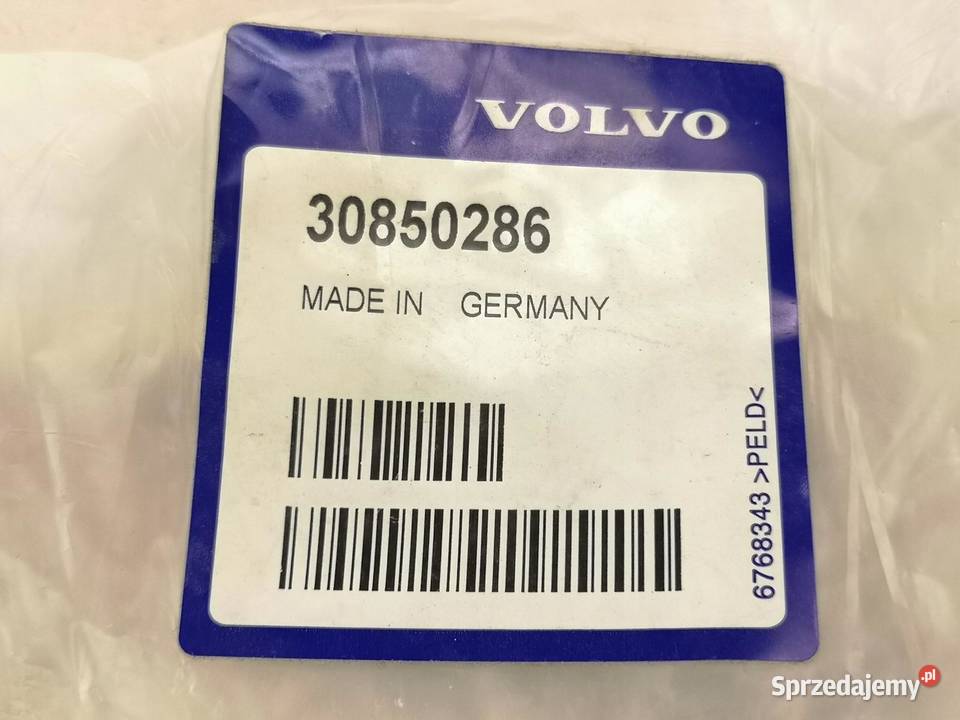 VOLVO
30850286
MADE IN GERMANY
6768343 >PELD<
Sprzedajemy.pl